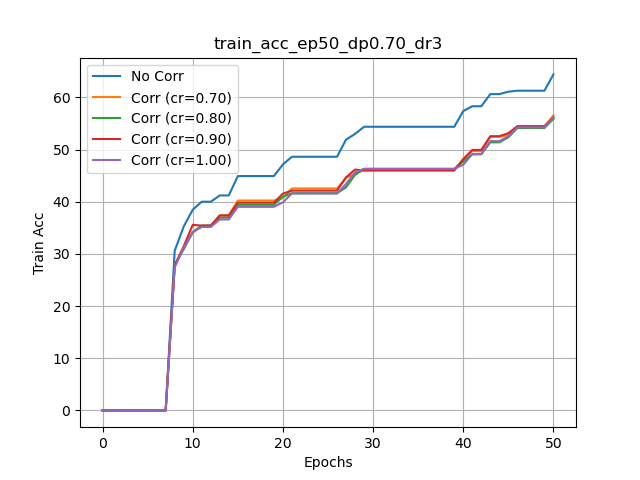 train_acc_ep50_dp0.70_dr3
No Corr
Corr (cr=0.70)
Corr (cr=0.80)
Corr (cr=0.90)
Corr (cr=1.00)
Train Acc
60
50
40
30
20
10
0
0 10 20 30 40 50
Epochs